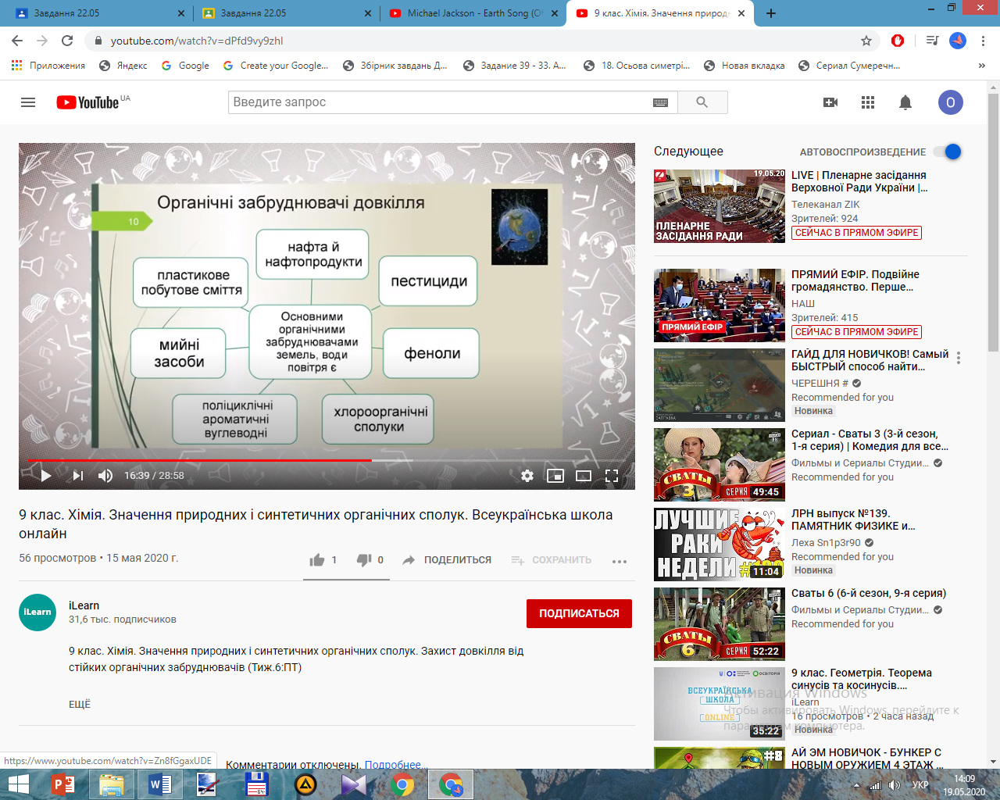 Завдання 22.05
Завдання 22.05
Michael Jackson - Earth Song (Of
9 клас. Хімія. Значення природн
youtube.com/watch?v=dPfd9vy9zhI
Приложения
Яндекс
Google
Create your Google...
Збірник завдань Д...
Задание 39 - 33. А...
18. Осьова симетрі...
Новая вкладка
Сериал Сумеречн...
»
YouTube UA
Введите запрос
О
Органічні забруднювачі довкілля
10
нафта й
нафтопродукти
пластикове
побутове сміття
пестициди
Основними
органічними
забруднювачами
земель, води
повітря є
мийні
засоби
феноли
поліциклічні
ароматичні
вуглеводні
хлороорганічні
сполуки
16:39 / 28:58
9 клас. Хімія. Значення природних і синтетичних органічних сполук. Всеукраїнська школа
онлайн
56 просмотров • 15 мая 2020 г.
1
0
ПОДЕЛИТЬСЯ
СОХРАНИТЬ
iLearn
iLearn
31,6 тыс. подписчиков
ПОДПИСАТЬСЯ
9 клас. Хімія. Значення природних і синтетичних органічних сполук. Захист довкілля від
стійких органічних забруднювачів (Тиж.6:ПТ)
ЕЩЁ
Комментарии отключены. Подробнее...
https://www.youtube.com/watch?v=Zn8fGgaxUDE
Следующее
АВТОВОСПРОИЗВЕДЕНИЕ
19.05.20
ПЛЕНАРНЕ
ЗАСІДАННЯ РАДИ
LIVE | Пленарне засідання
Верховної Ради України |...
Телеканал ZIK
Зрителей: 924
СЕЙЧАС В ПРЯМОМ ЭФИРЕ
ПРЯМИЙ ЕФІР
ПРЯМИЙ ЕФІР. Подвійне
громадянство. Перше...
НАШ
Зрителей: 415
СЕЙЧАС В ПРЯМОМ ЭФИРЕ
ГАЙД ДЛЯ НОВИЧКОВ! Самый
БЫСТРЫЙ способ найти...
ЧЕРЕШНЯ #
Recommended for you
Новинка
СВАТЫ
3 СЕРИЯ 49:45
Сериал - Сваты 3 (3-й сезон,
1-я серия) | Комедия для все...
Фильмы и Сериалы Студии...
Recommended for you
ЛУЧШИЕ
РАКИ
НЕДЕЛИ
11:04
ЛРН выпуск №139.
ПАМЯТНИК ФИЗИКЕ и...
Леха Sn1p3r90
Recommended for you
Новинка
СВАТЫ
6 СЕРИЯ 52:22
Сваты 6 (6-й сезон, 9-я серия)
Фильмы и Сериалы Студии...
Recommended for you
ОСВІТОРІЯ
ВСЕУКРАЇНСЬКА
ШКОЛА
ONLINE
35:22
9 клас. Геометрія. Теорема
синусів та косинусів....
iLearn
16 просмотров • 2 часа назад
Новинка
Активация Windows
Чтобы активировать Windows, перейдите к
параметрам компьютера.
#8
АЙ ЭМ НОВИЧОК - БУНКЕР С
НОВЫМ ОРУЖИЕМ 4 ЭТАЖ ...
УКР
14:09
19.05.2020